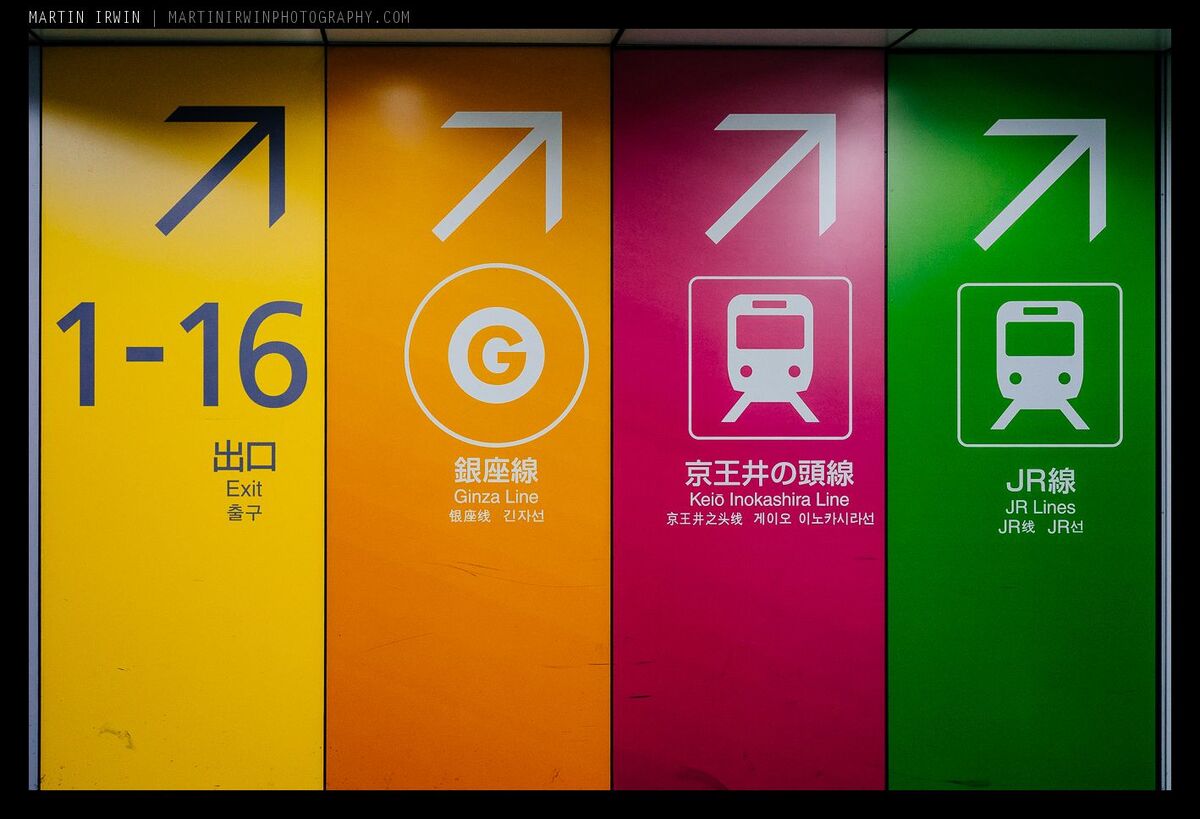 MARTIN IRWIN | MARTINIRWINPHOTOGRAPHY.COM
1-16
出口
Exit
출구
G
銀座線
Ginza Line
银座线 긴자선
京王井の頭線
Keiō Inokashira Line
京王井之头线 게이오 이노카시라선
JR線
JR Lines
JR线 JR선